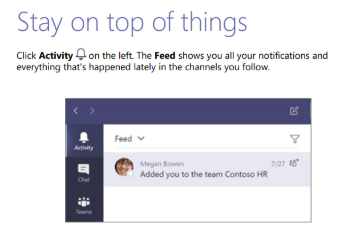 Stay on top of things
Click Activity on the left. The Feed shows you all your notifications and
everything that's happened lately in the channels you follow.
Activity
Feed
Megan Bowen 7/27
Added you to the team Contoso HR
Chat
Teams